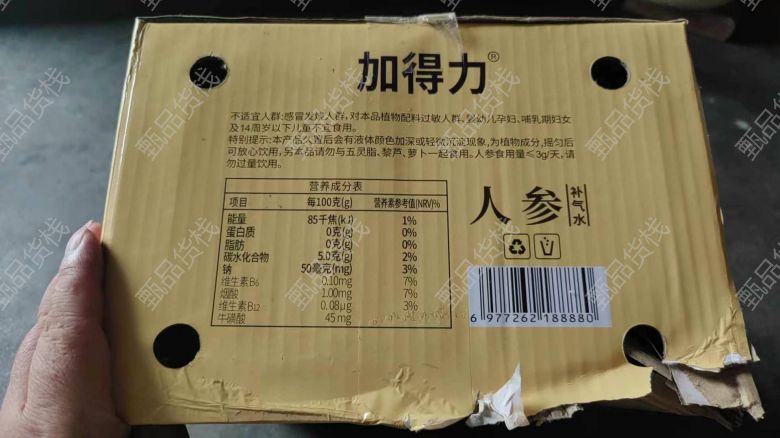 加得力®
不适宜人群:感冒发烧人群,对本品植物配料过敏人群、婴幼儿孕妇、哺乳期妇女
及14周岁以下儿童不宜食用。
特别提示:本产品久置后会有液体颜色加深或轻微沉淀现象,为植物成分,摇匀后
可放心饮用,另本品请勿与五灵脂、黎芦、萝卜一起食用。人参食用量≤3g/天,请
勿过量饮用。
营养成分表
项目 每100克(g) 营养素参考值(NRV)%
能量 85千焦(kJ) 1%
蛋白质 0克(g) 0%
脂肪 0克(g) 0%
碳水化合物 5.0克(g) 2%
钠 50毫克(mg) 3%
维生素B6 0.10mg 7%
烟酸 1.00mg 7%
维生素B12 0.08μg 3%
牛磺酸 45mg
人参
补气水
6 977262 188880
甄品货栈